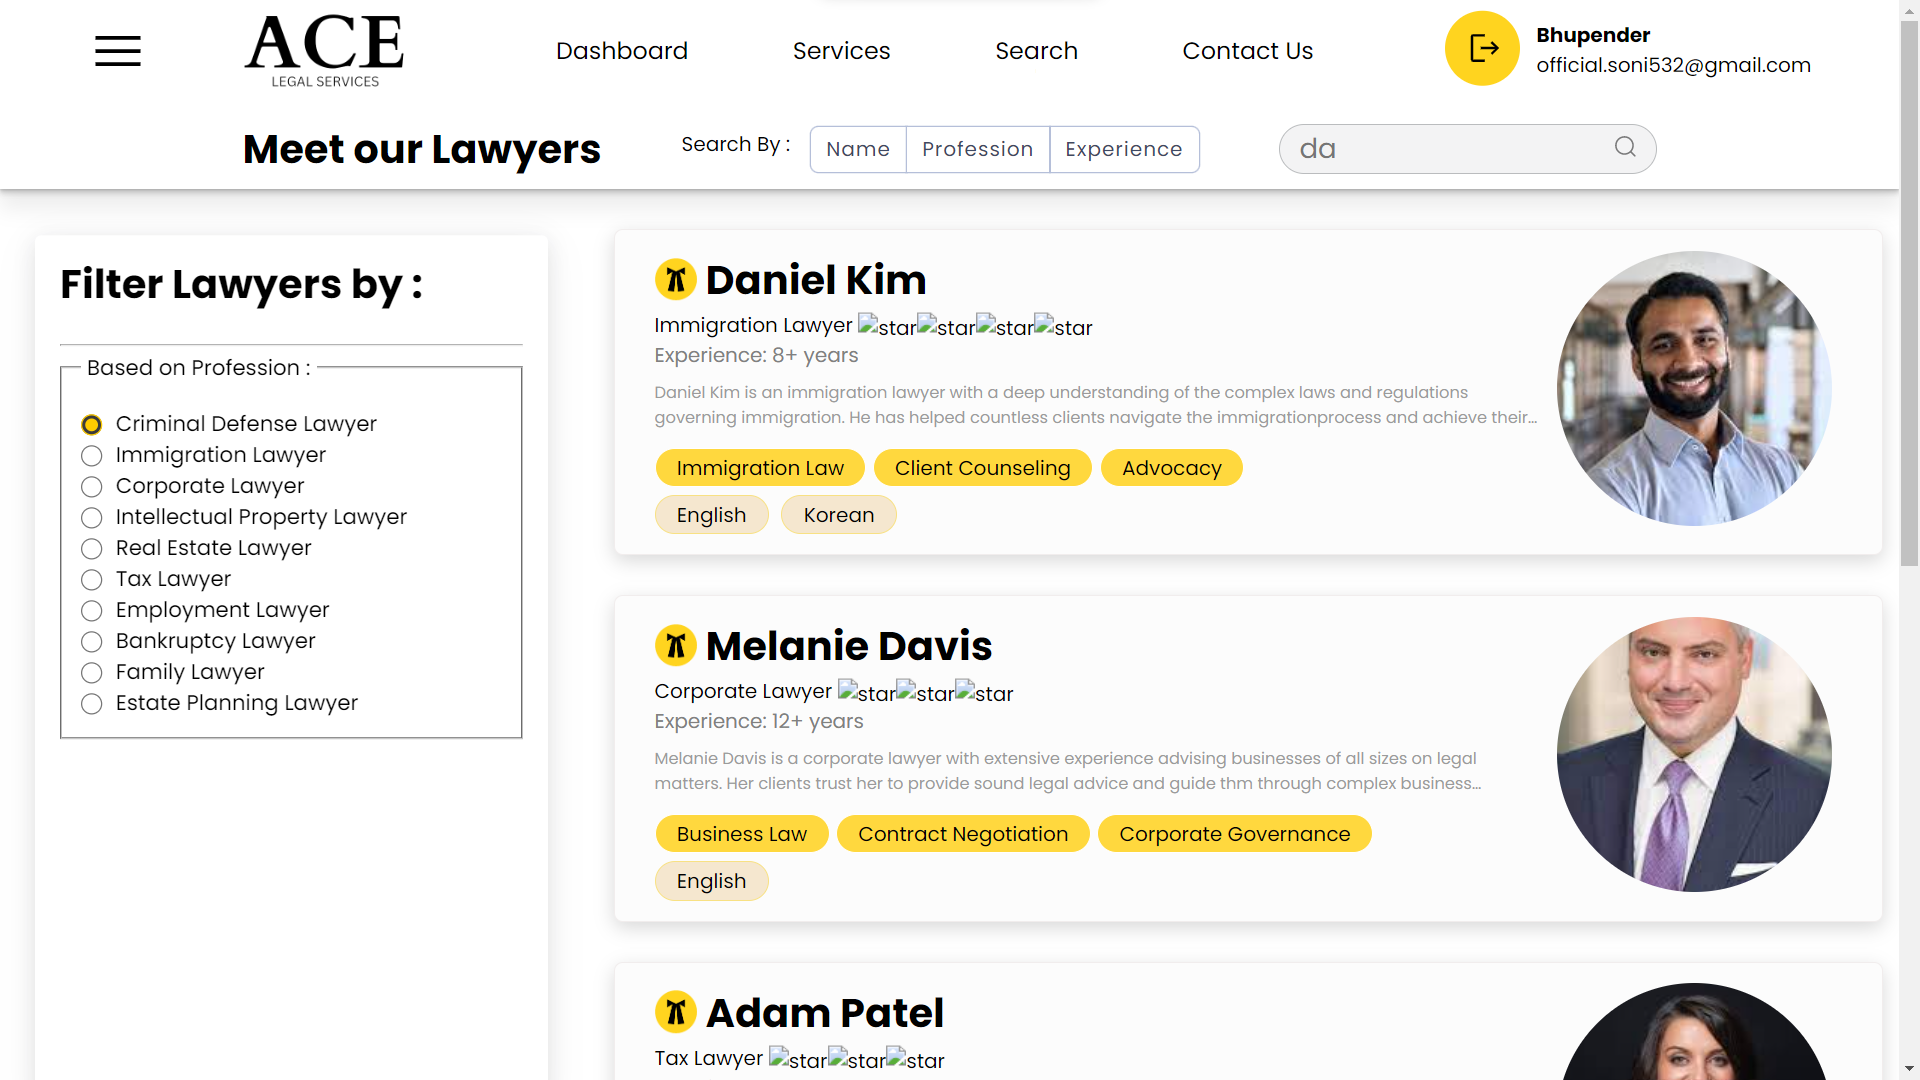 ACE
LEGAL SERVICES
Dashboard
Services
Search
Contact Us
Bhupender
official.soni532@gmail.com
Meet our Lawyers
Search By :
Name
Profession
Experience
da
Filter Lawyers by :
Based on Profession :
Criminal Defense Lawyer
Immigration Lawyer
Corporate Lawyer
Intellectual Property Lawyer
Real Estate Lawyer
Tax Lawyer
Employment Lawyer
Bankruptcy Lawyer
Family Lawyer
Estate Planning Lawyer
Daniel Kim
Immigration Lawyer star star star star
Experience: 8+ years
Daniel Kim is an immigration lawyer with a deep understanding of the complex laws and regulations
governing immigration. He has helped countless clients navigate the immigrationprocess and achieve their...
Immigration Law
Client Counseling
Advocacy
English
Korean
Melanie Davis
Corporate Lawyer star star star
Experience: 12+ years
Melanie Davis is a corporate lawyer with extensive experience advising businesses of all sizes on legal
matters. Her clients trust her to provide sound legal advice and guide thm through complex business...
Business Law
Contract Negotiation
Corporate Governance
English
Adam Patel
Tax Lawyer star star star